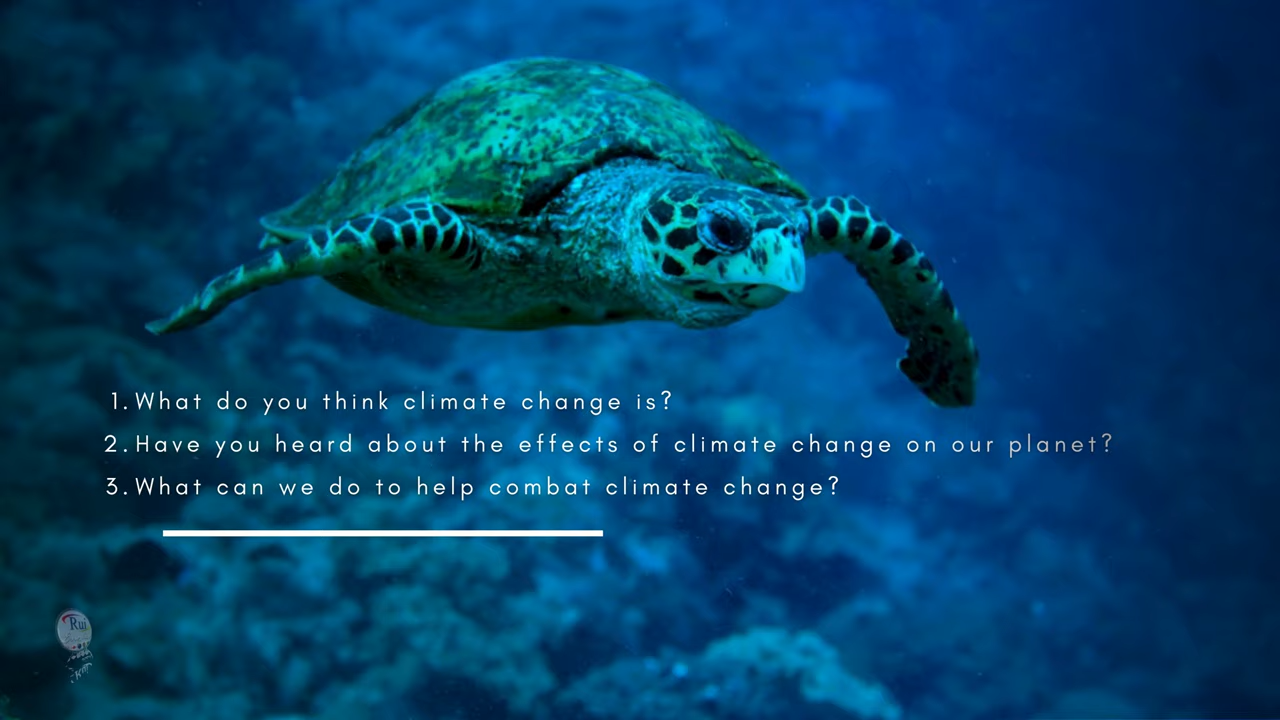 1. What do you think climate change is?
2. Have you heard about the effects of climate change on our planet?
3. What can we do to help combat climate change?
Rui